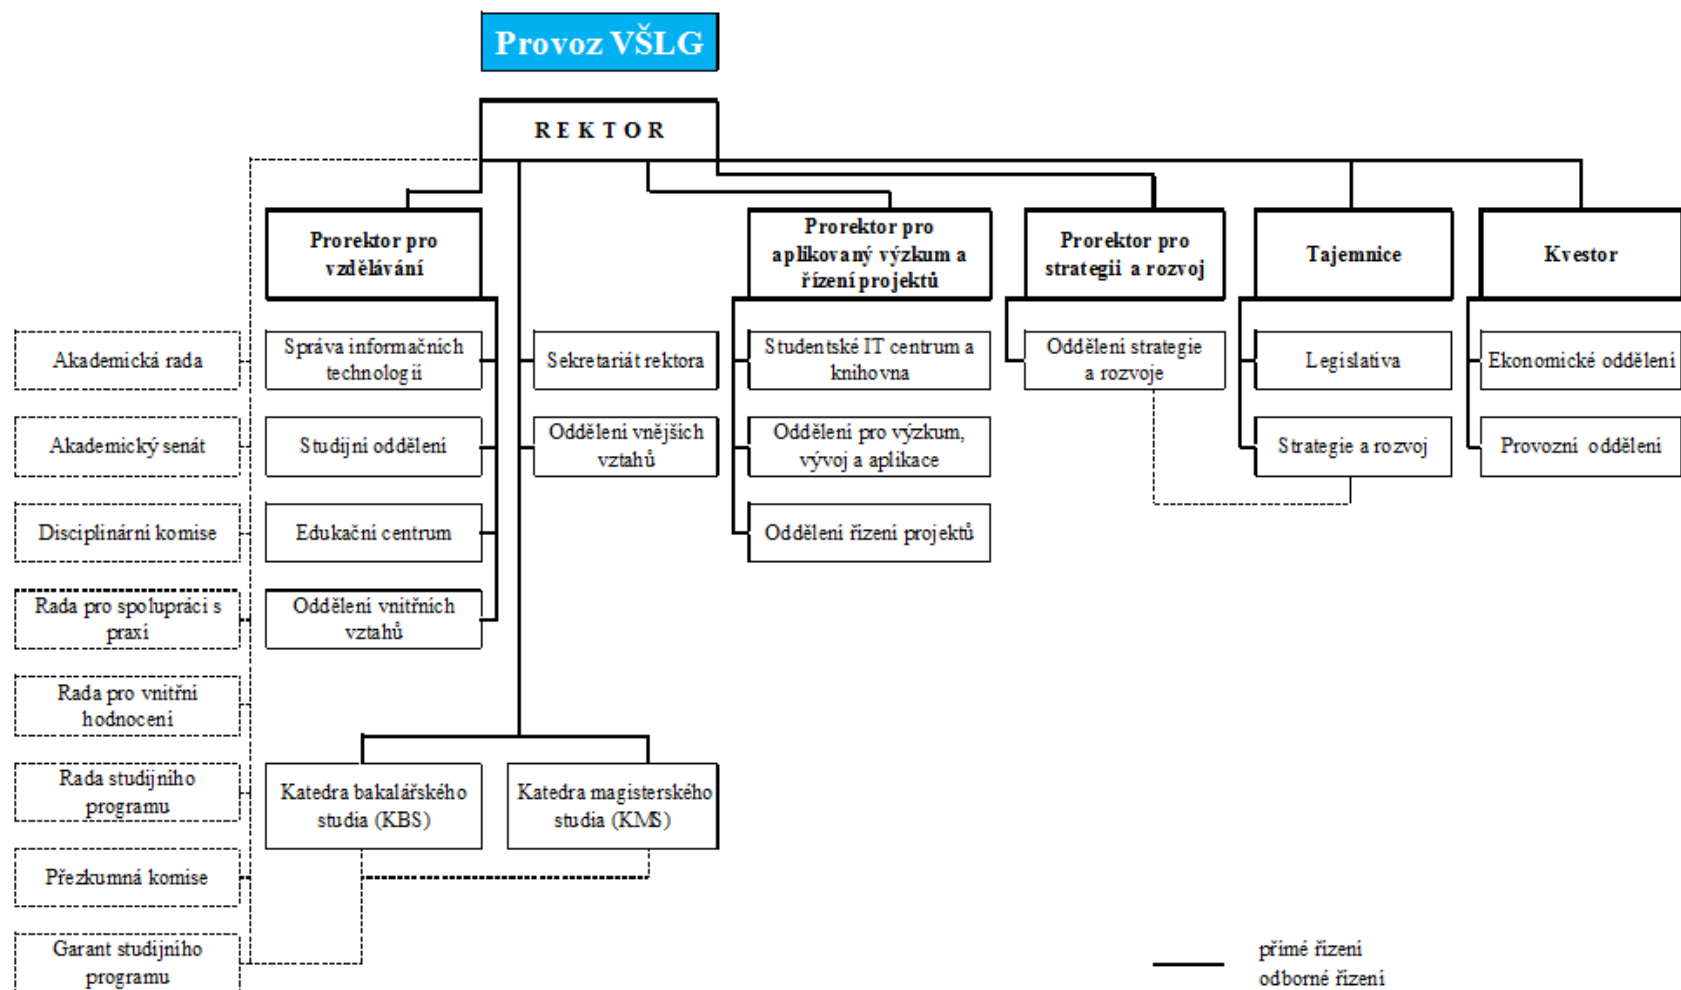 Provoz VŠLG
R E K T O R
Prorektor pro
vzdělávání
Prorektor pro
aplikovaný výzkum a
řízení projektů
Prorektor pro
strategii a rozvoj
Tajemnice
Kvestor
Akademická rada
Správa informačních
technologií
Sekretariát rektora
Studentské IT centrum a
knihovna
Oddělení strategie
a rozvoje
Legislativa
Ekonomické oddělení
Akademický senát
Studijní oddělení
Oddělení vnějších
vztahů
Oddělení pro výzkum,
vývoj a aplikace
Strategie a rozvoj
Provozní oddělení
Disciplinární komise
Edukační centrum
Oddělení řízení projektů
Rada pro spolupráci s
praxí
Oddělení vnitřních
vztahů
Rada pro vnitřní
hodnocení
Rada studijního
programu
Katedra bakalářského
studia (KBS)
Katedra magisterského
studia (KMS)
Přezkumná komise
Garant studijního
programu
přímé řízení
odborné řízení